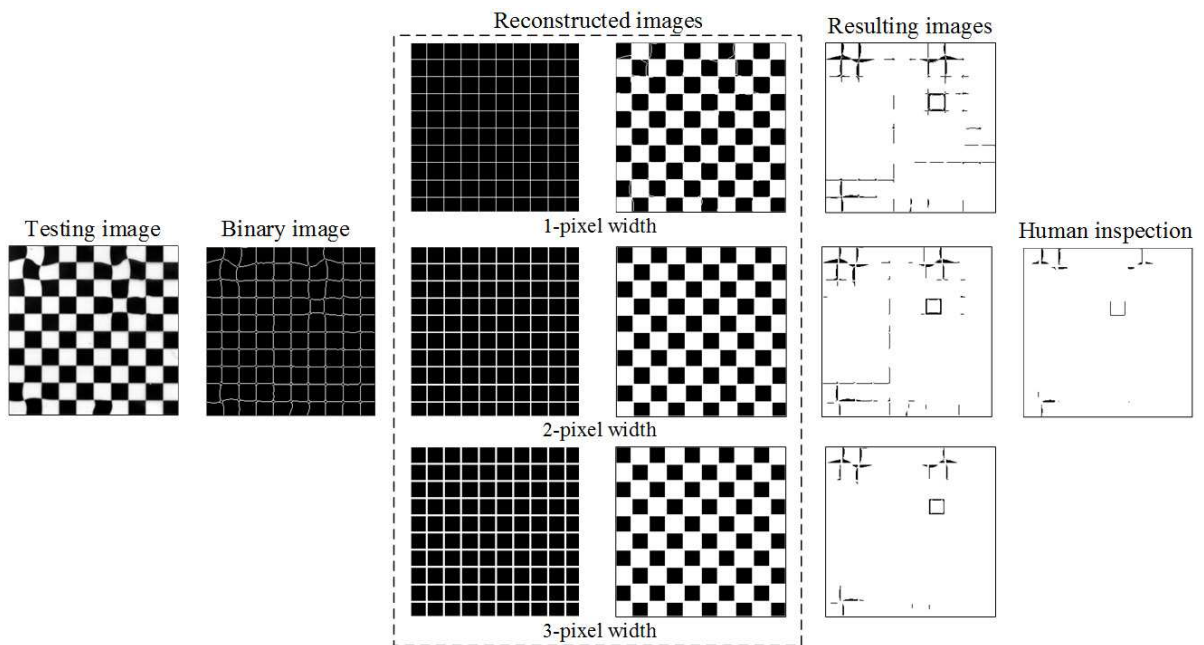 Reconstructed images
Resulting images
1-pixel width
Testing image
Binary image
Human inspection
2-pixel width
3-pixel width